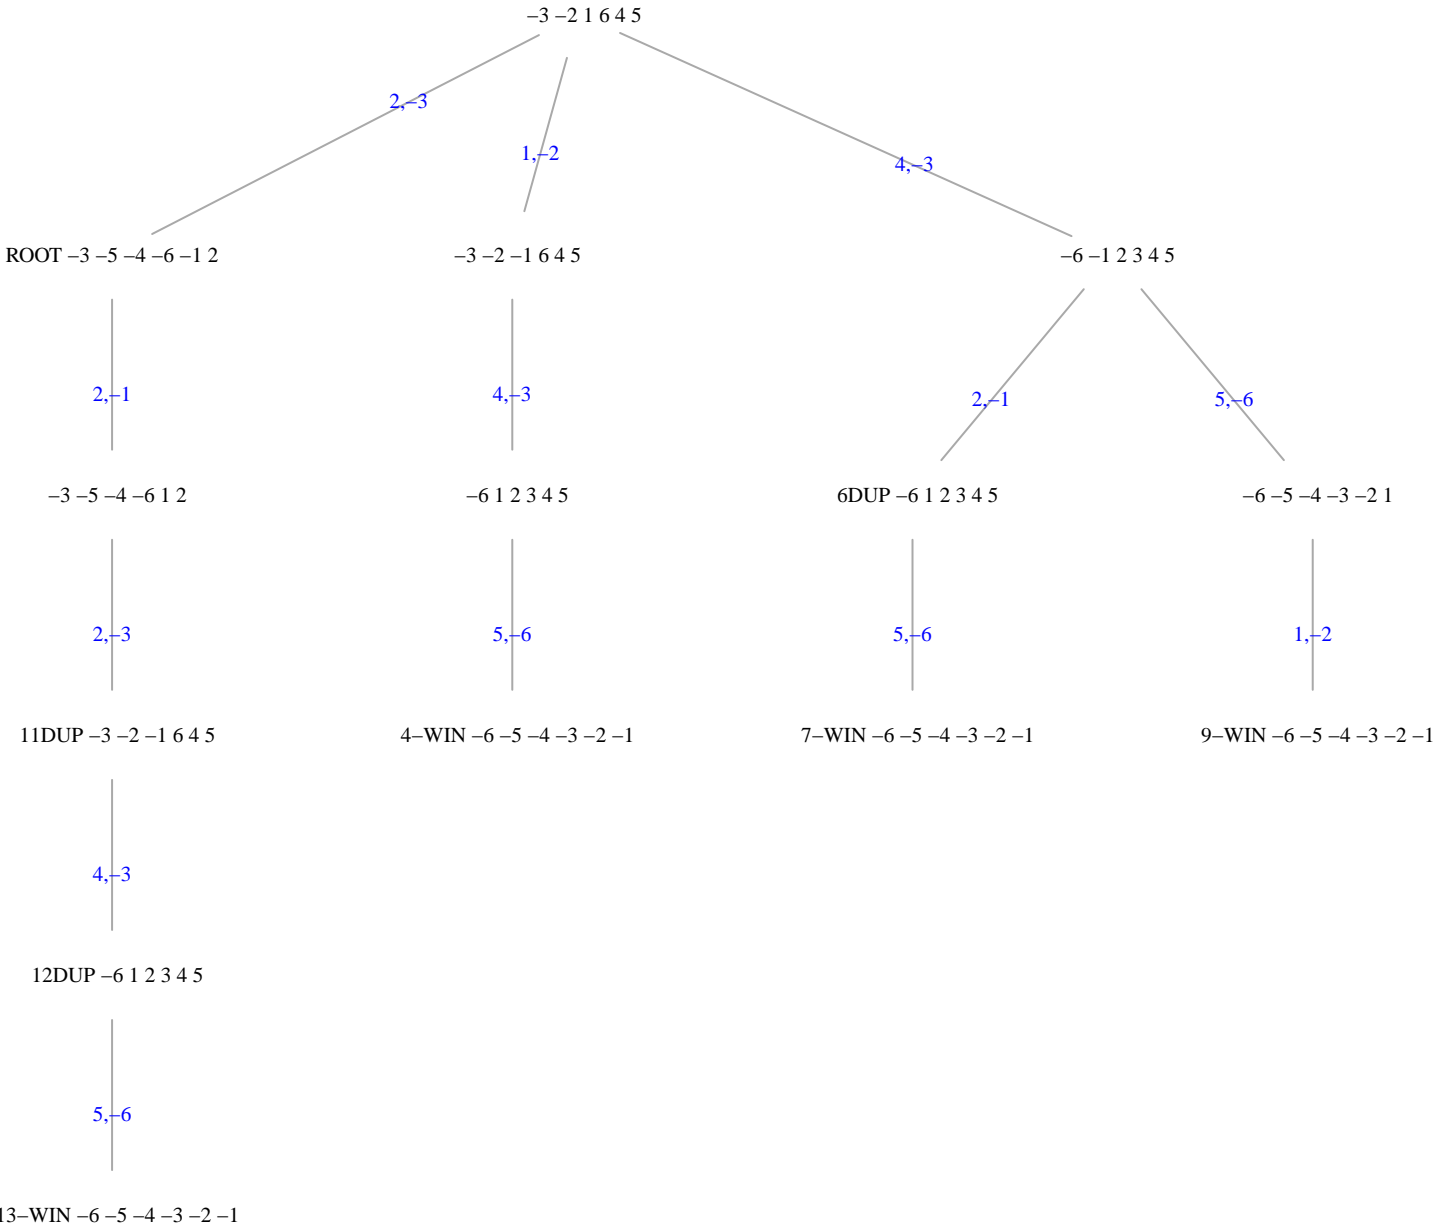 −3 −2 1 6 4 5
2,−3
1,−2
4,−3
ROOT −3 −5 −4 −6 −1 2
−3 −2 −1 6 4 5
−6 −1 2 3 4 5
2,−1
4,−3
2,−1
5,−6
−3 −5 −4 −6 1 2
−6 1 2 3 4 5
6DUP −6 1 2 3 4 5
−6 −5 −4 −3 −2 1
2,−3
5,−6
5,−6
1,−2
11DUP −3 −2 −1 6 4 5
4−WIN −6 −5 −4 −3 −2 −1
7−WIN −6 −5 −4 −3 −2 −1
9−WIN −6 −5 −4 −3 −2 −1
4,−3
12DUP −6 1 2 3 4 5
5,−6
13−WIN −6 −5 −4 −3 −2 −1